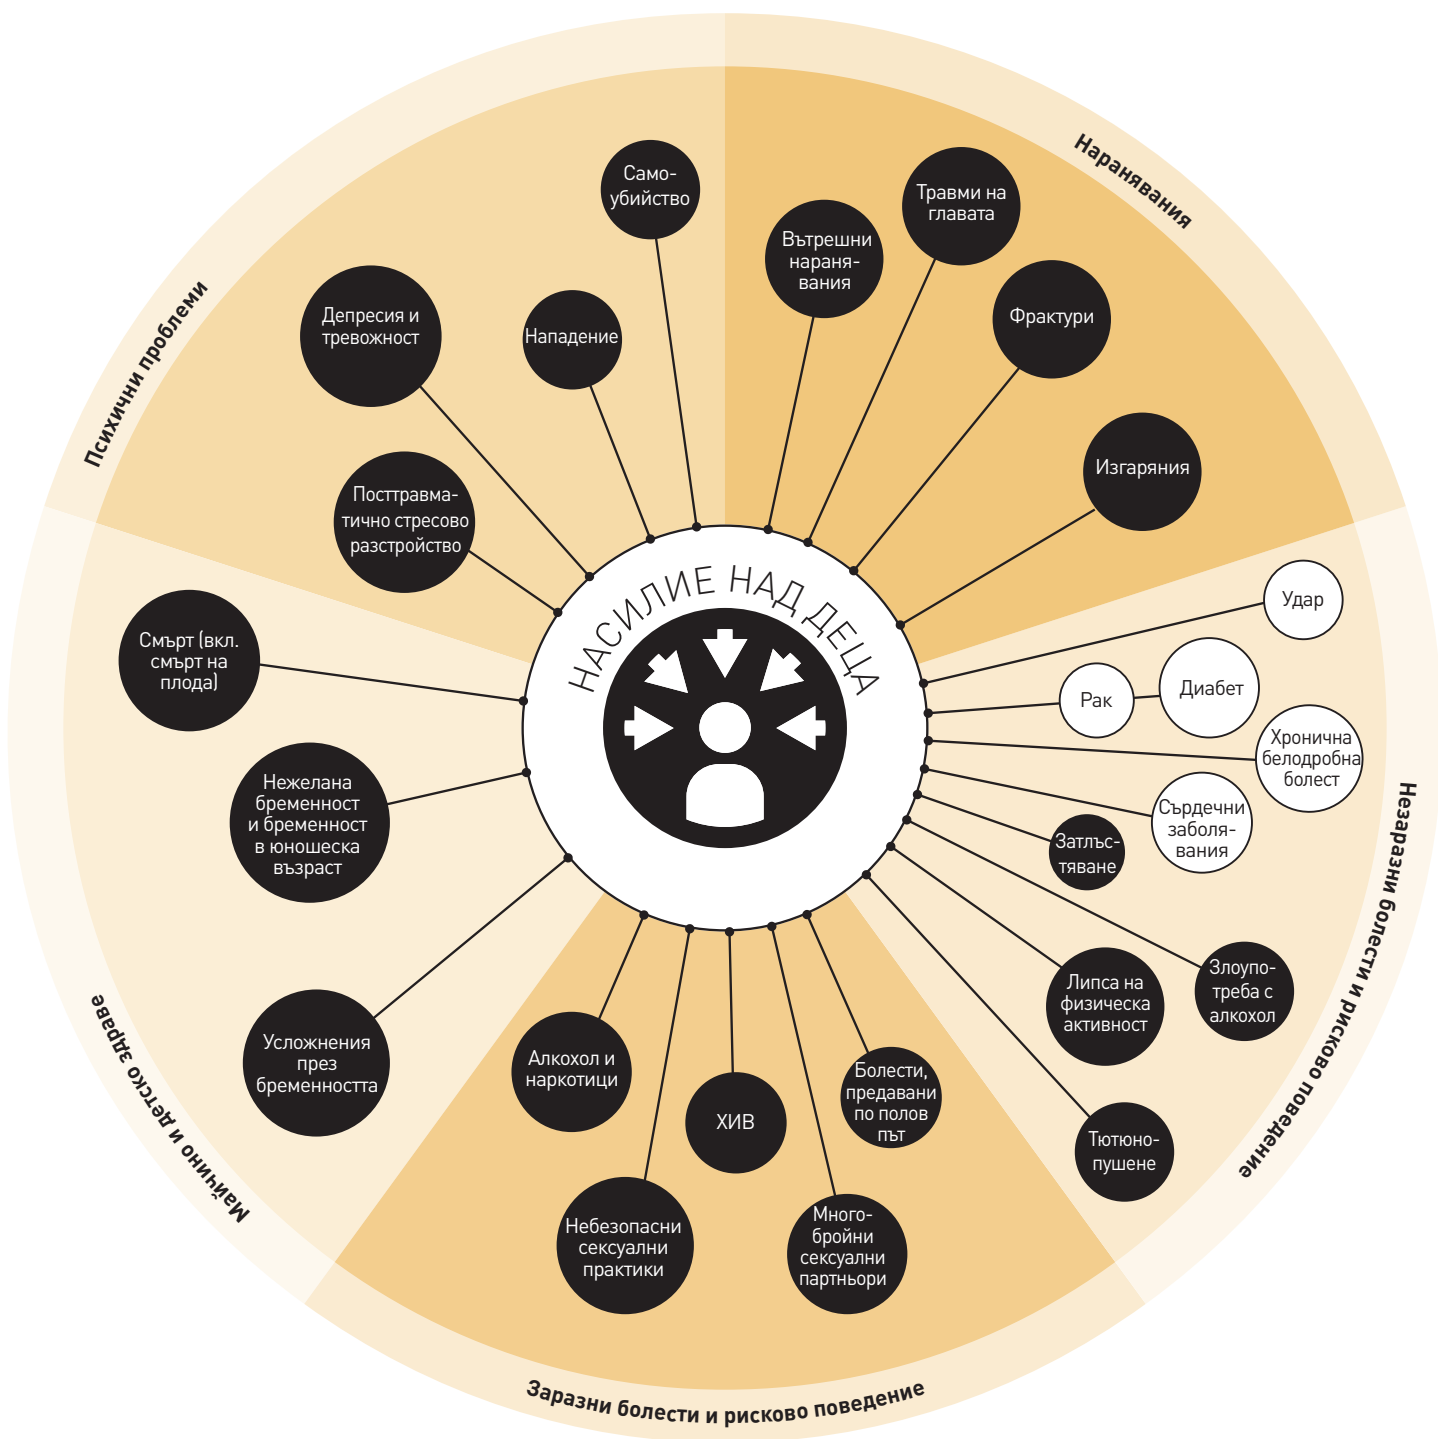 НАСИЛИЕ НАД ДЕЦА
Наранявания
Вътрешни
нараня-
вания
Травми на
главата
Фрактури
Изгаряния
Незаразни болести и рисково поведение
Удар
Рак
Диабет
Хронична
белодробна
болест
Сърдечни
заболя-
вания
Затлъс-
тяване
Злоупо-
треба с
алкохол
Липса на
физическа
активност
Тютюно-
пушене
Заразни болести и рисково поведение
Болести,
предавани
по полов
път
Много-
бройни
сексуални
партньори
ХИВ
Небезопасни
сексуални
практики
Алкохол и
наркотици
Майчино и детско здраве
Усложнения
през
бременността
Нежелана
бременност
и бременност
в юношеска
възраст
Смърт (вкл.
смърт на
плода)
Психични проблеми
Посттравма-
тично стресово
разстройство
Депресия и
тревожност
Нападение
Само-
убийство